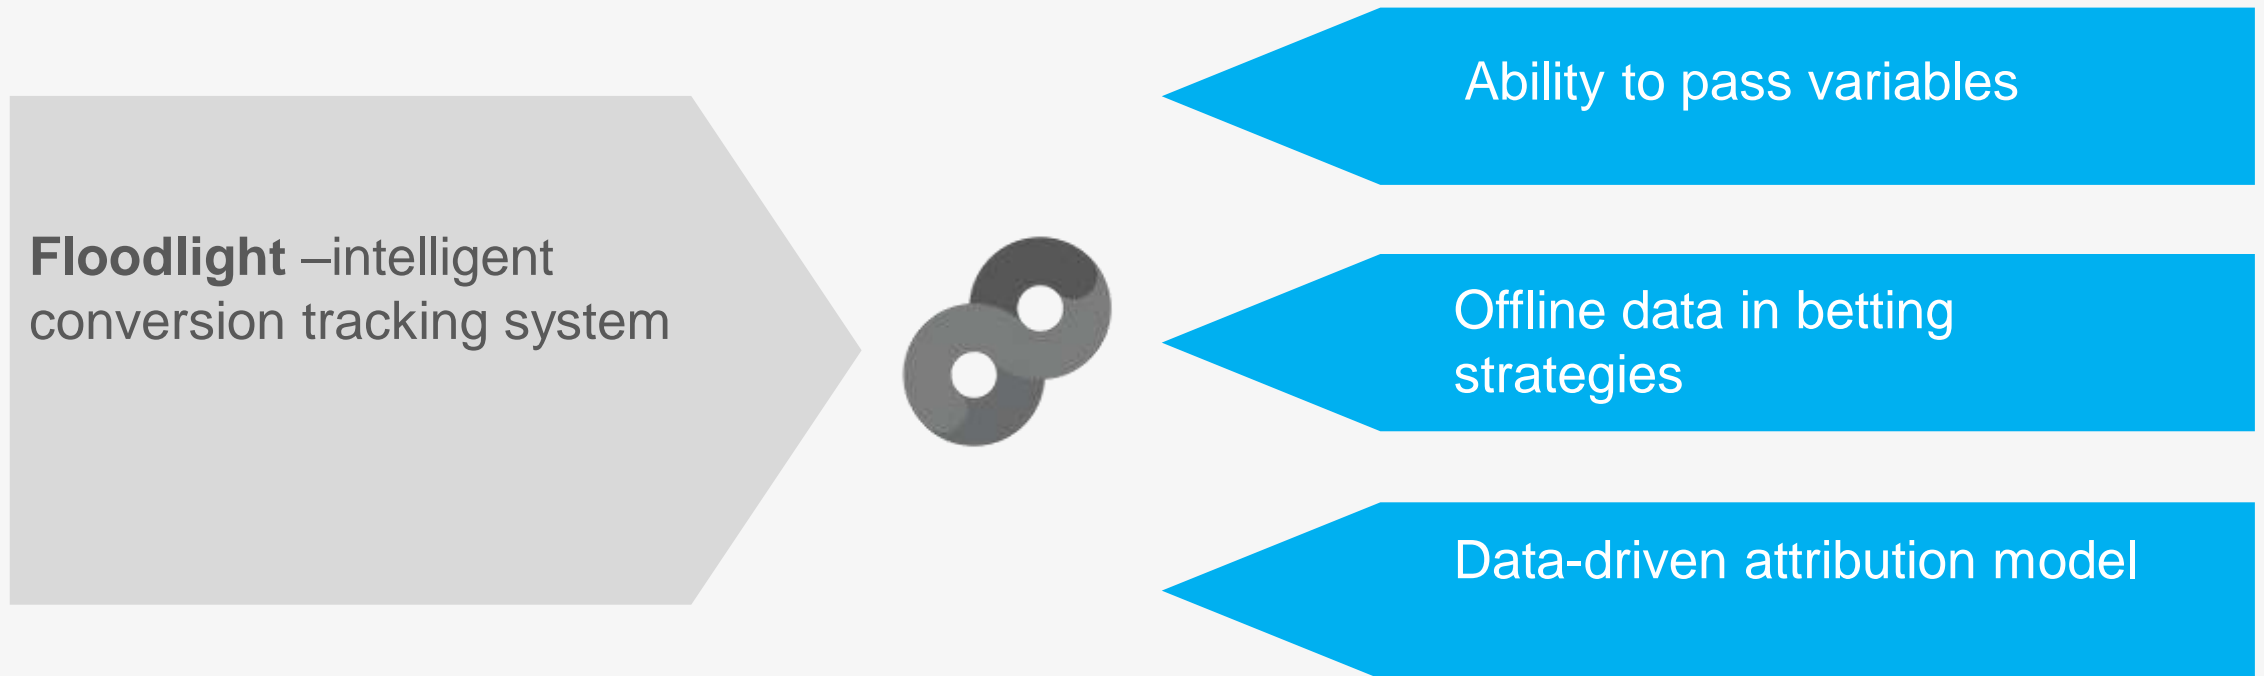 Floodlight –intelligent
conversion tracking system
Ability to pass variables
Offline data in betting
strategies
Data-driven attribution model